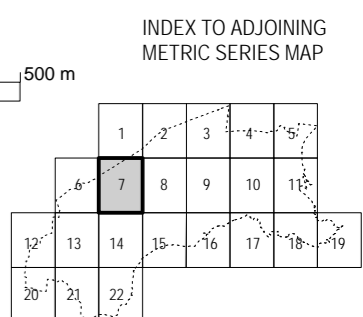 INDEX TO ADJOINING
METRIC SERIES MAP
500 m
1 2 3 4 5
6 7 8 9 10 11
12 13 14 15 16 17 18 19
20 21 22